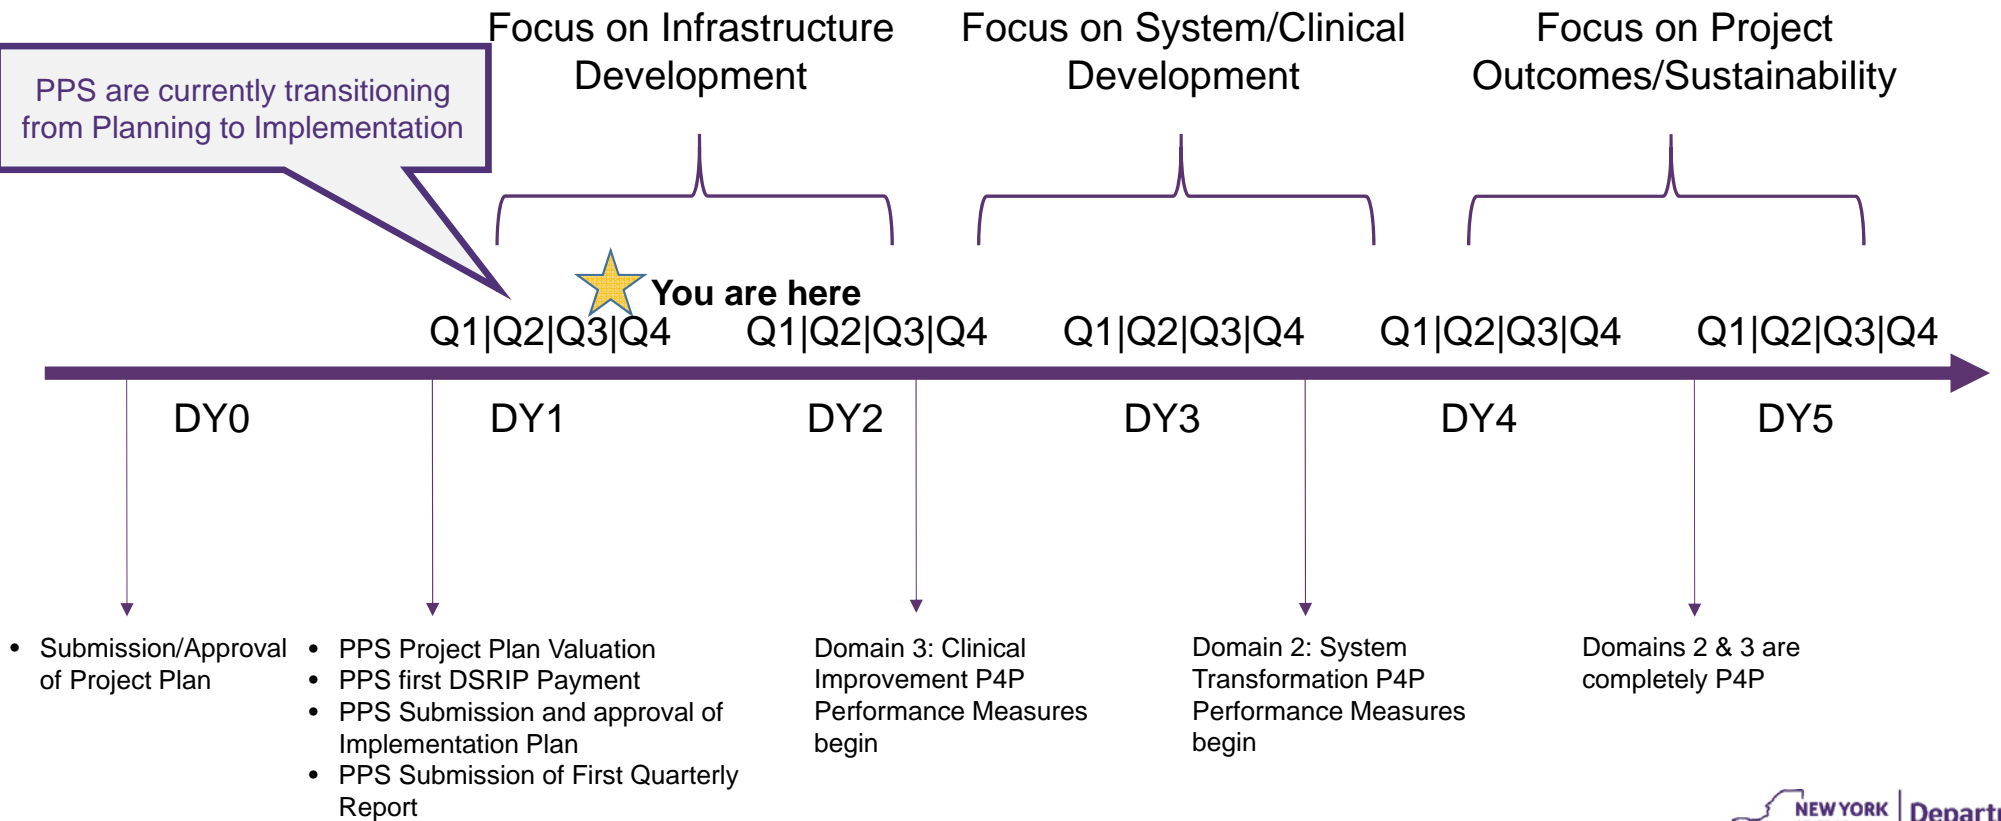 Focus on Infrastructure
Development
Focus on System/Clinical
Development
Focus on Project
Outcomes/Sustainability
PPS are currently transitioning
from Planning to Implementation
You are here
Q1|Q2|Q3|Q4
Q1|Q2|Q3|Q4
Q1|Q2|Q3|Q4
Q1|Q2|Q3|Q4
Q1|Q2|Q3|Q4
DY0
DY1
DY2
DY3
DY4
DY5
• Submission/Approval
of Project Plan
• PPS Project Plan Valuation
• PPS first DSRIP Payment
• PPS Submission and approval of
Implementation Plan
• PPS Submission of First Quarterly
Report
Domain 3: Clinical
Improvement P4P
Performance Measures
begin
Domain 2: System
Transformation P4P
Performance Measures
begin
Domains 2 & 3 are
completely P4P
NEW YORK